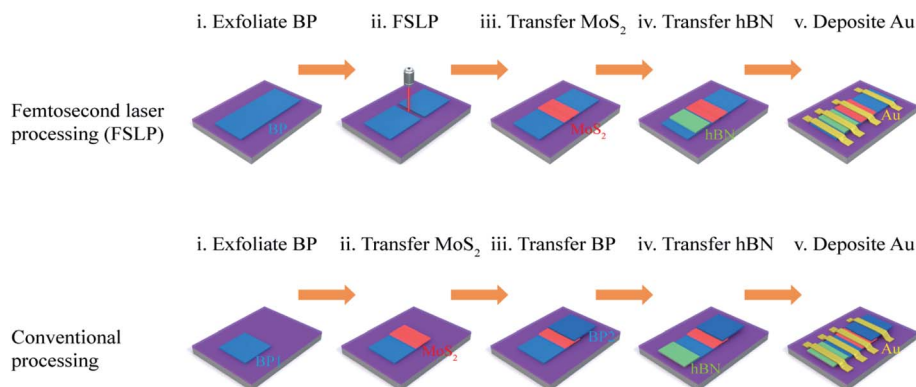 i. Exfoliate BP
ii. FSLP
iii. Transfer MoS₂
iv. Transfer hBN
v. Deposite Au
Femtosecond laser
processing (FSLP)
BP
MoS₂
hBN
Au
i. Exfoliate BP
ii. Transfer MoS₂
iii. Transfer BP
iv. Transfer hBN
v. Deposite Au
Conventional
processing
BP1
MoS₂
BP2
hBN
Au